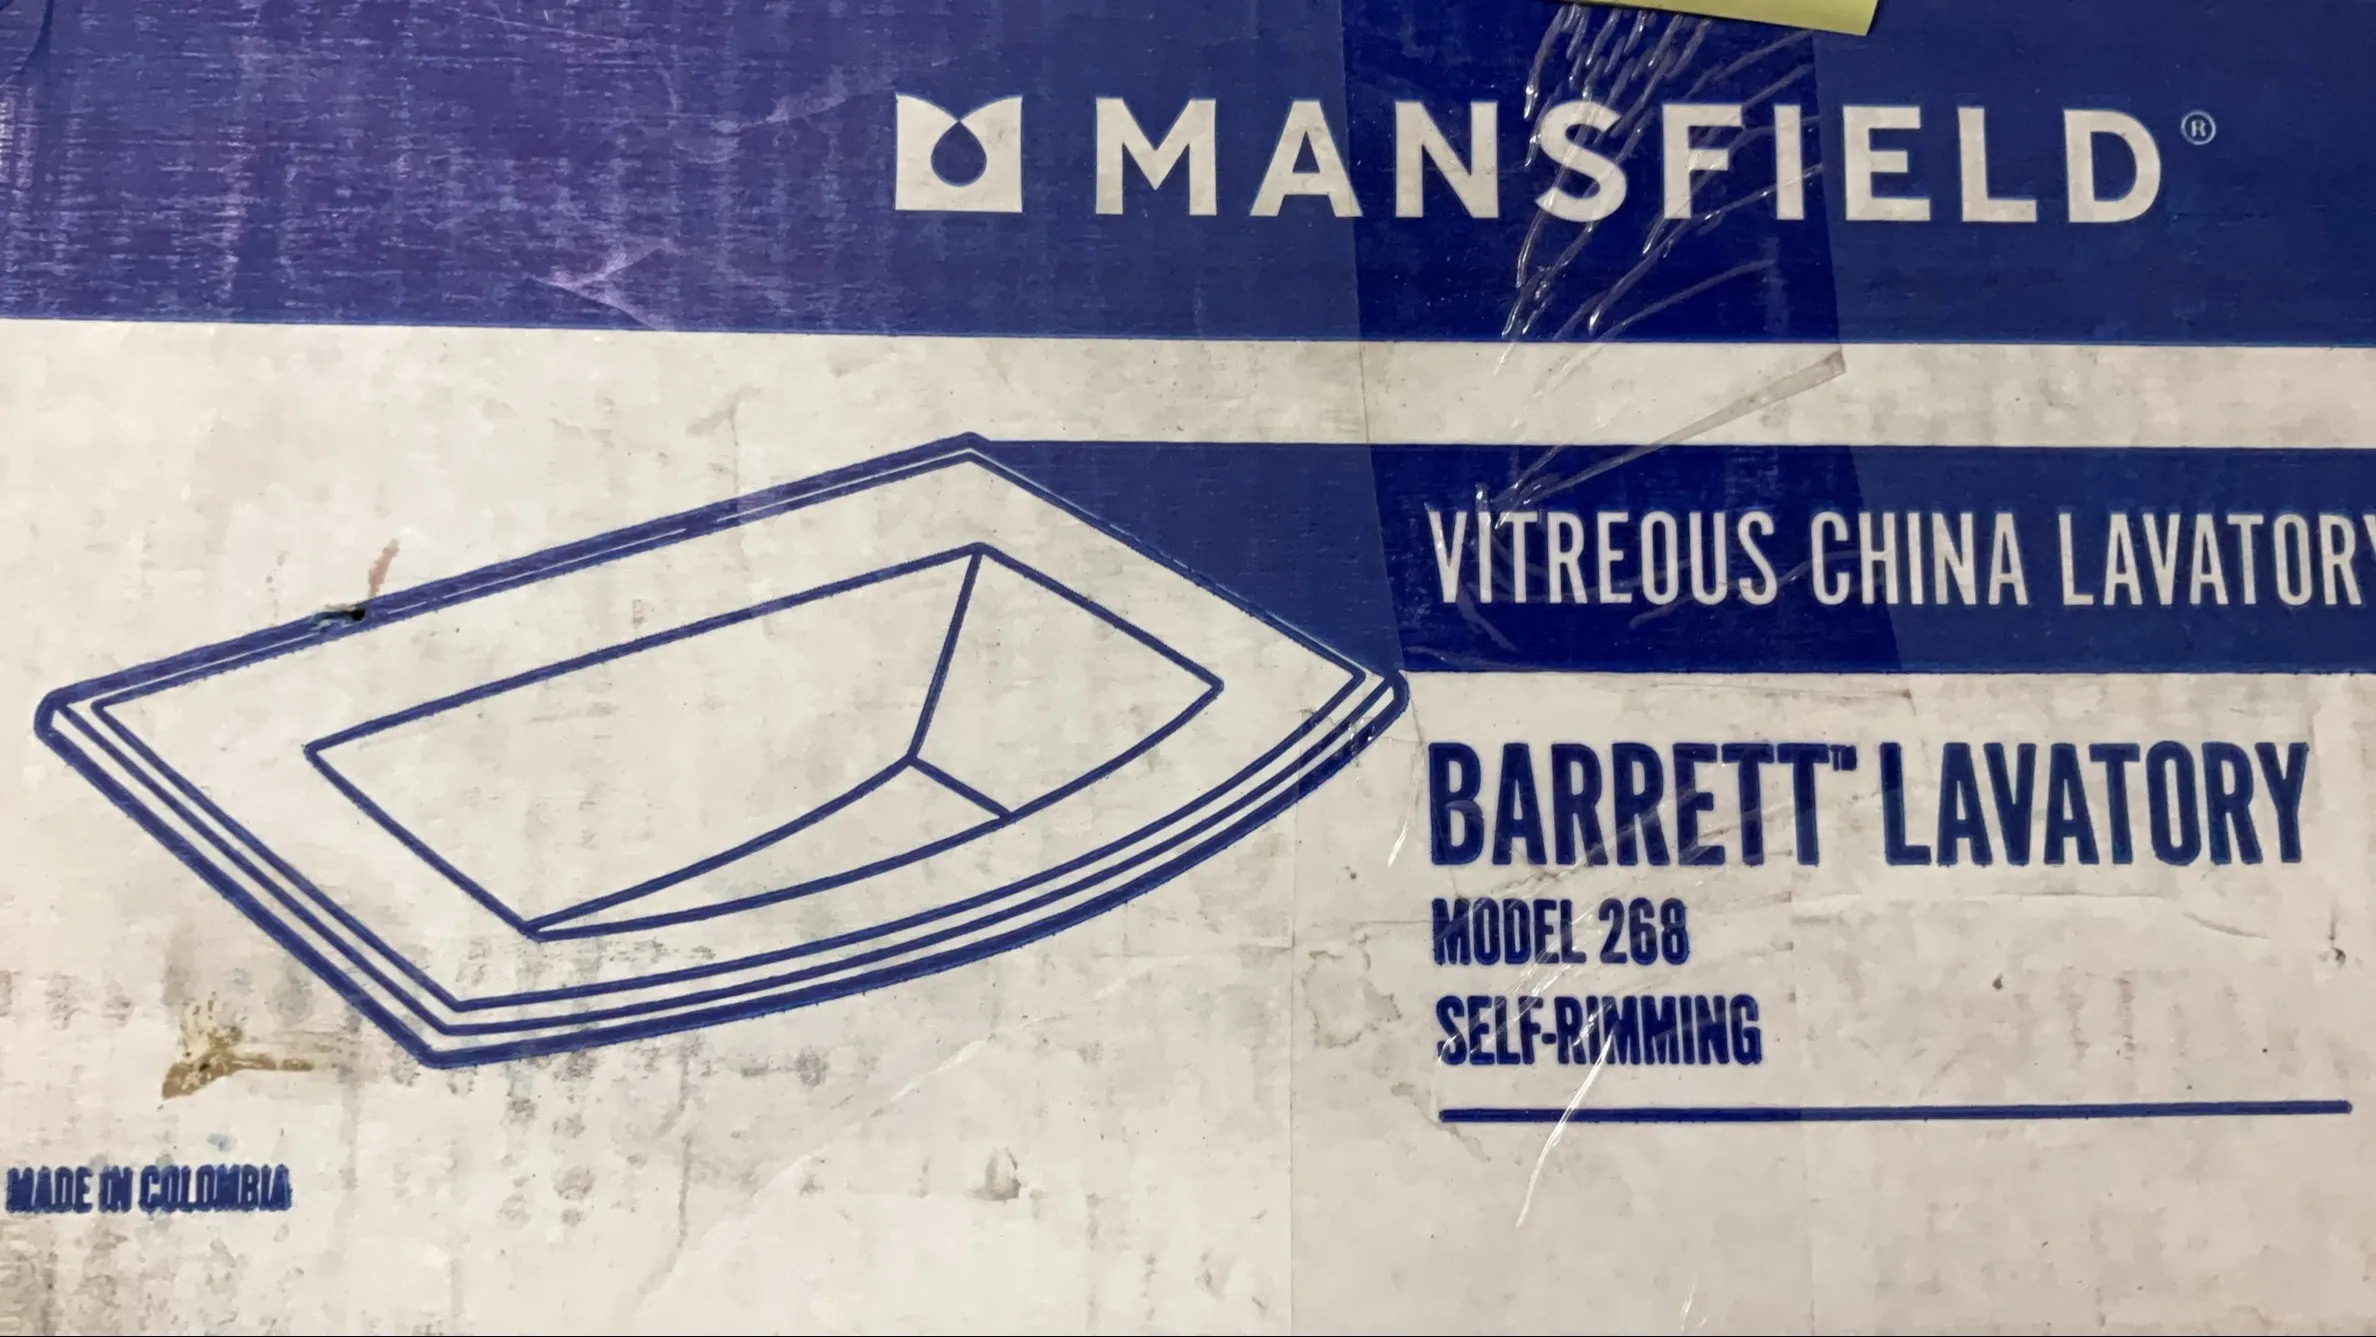 MANSFIELD®
VITREOUS CHINA LAVATORY
BARRETT™ LAVATORY
MODEL 268
SELF-RIMMING
MADE IN COLOMBIA